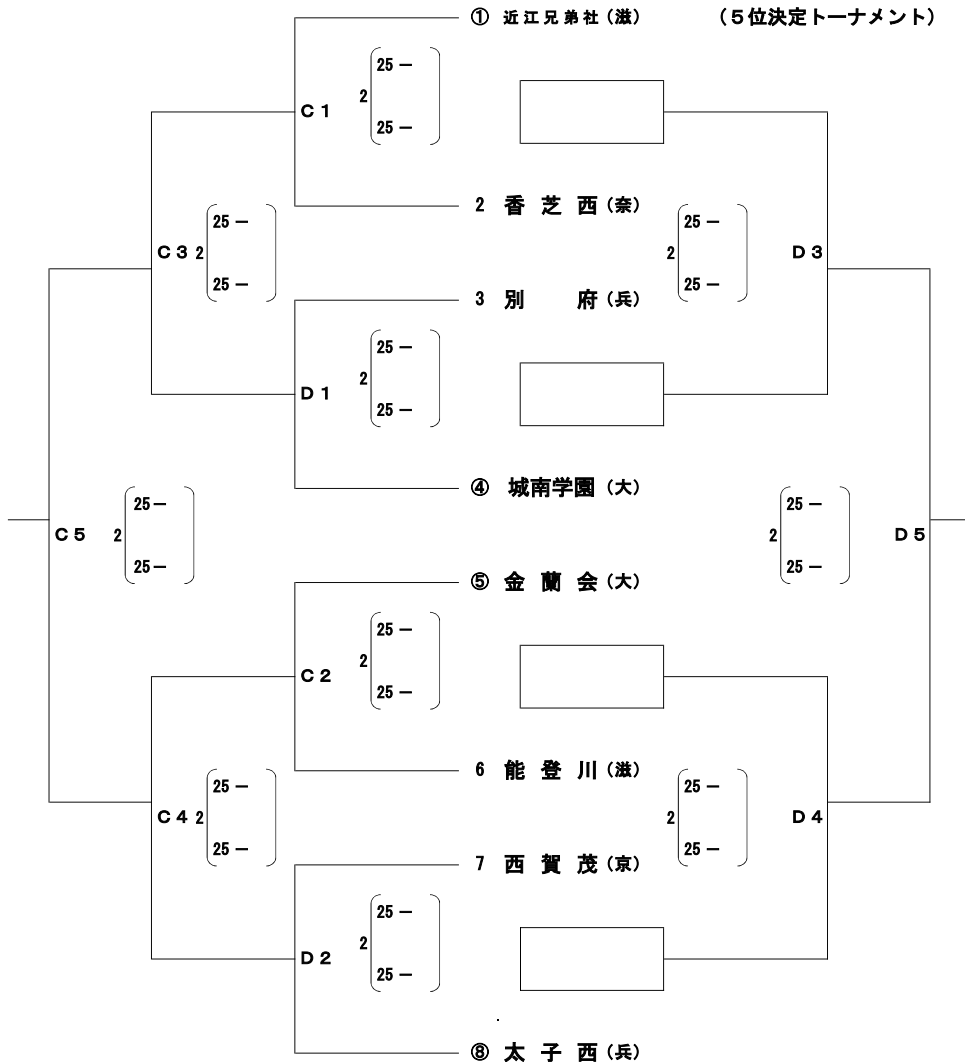 ① 近江兄弟社（滋） （５位決定トーナメント）
25 ―
Ｃ１ 2
25 ―
2 香芝西（奈）
25 ― 25 ―
Ｃ３ 2 2 Ｄ３
25 ― 25 ―
3 別府（兵）
25 ―
Ｄ１ 2
25 ―
④ 城南学園（大）
25 ― 25 ―
Ｃ５ 2 2 Ｄ５
25 ― 25 ―
⑤ 金蘭会（大）
25 ―
Ｃ２ 2
25 ―
6 能登川（滋）
25 ― 25 ―
Ｃ４ 2 2 Ｄ４
25 ― 25 ―
7 西賀茂（京）
25 ―
Ｄ２ 2
25 ―
⑧ 太子西（兵）